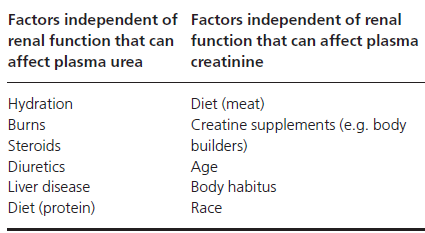 Factors independent of
renal function that can
affect plasma urea
Factors independent of renal
function that can affect plasma
creatinine
Hydration
Burns
Steroids
Diuretics
Liver disease
Diet (protein)
Diet (meat)
Creatine supplements (e.g. body
builders)
Age
Body habitus
Race